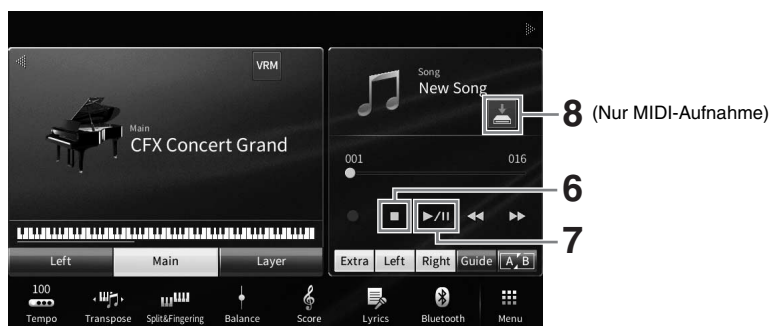 VRM
Main
CFX Concert Grand
Song
New Song
8 (Nur MIDI-Aufnahme)
001 016
6
7
Left Main Layer
Extra Left Right Guide A B
100
Tempo Transpose Split&Fingering Balance Score Lyrics Bluetooth Menu